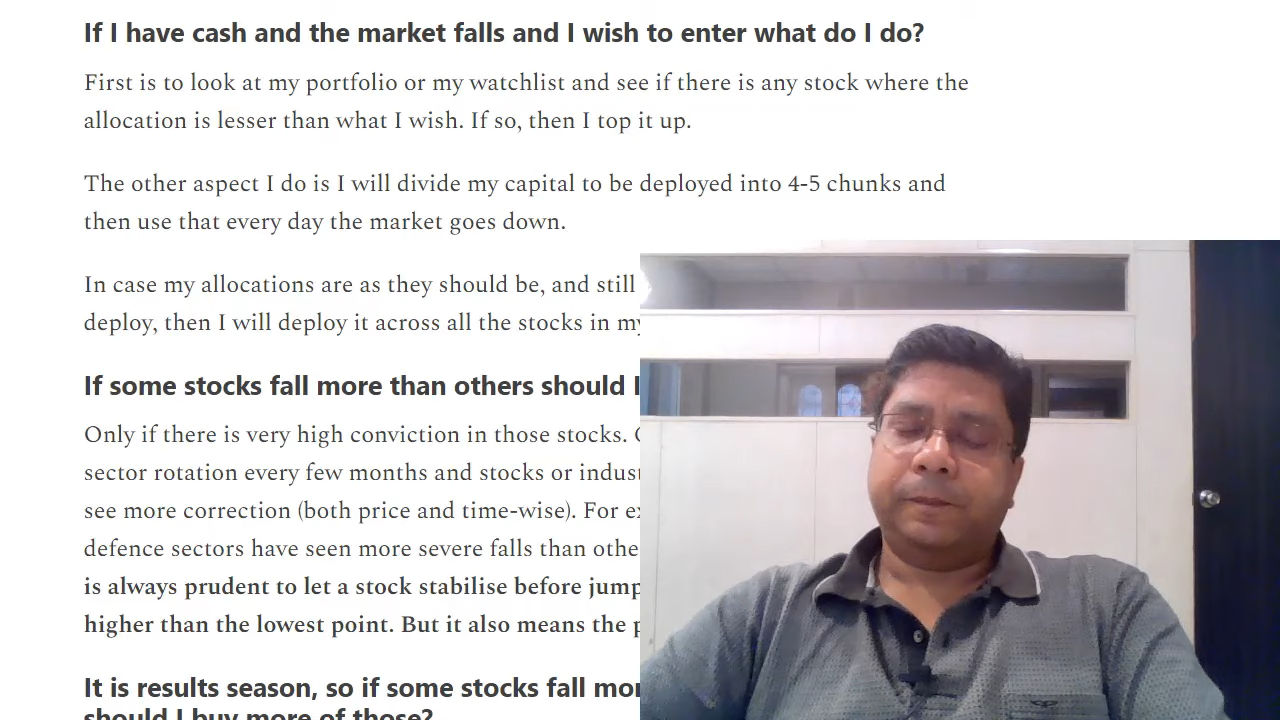 If I have cash and the market falls and I wish to enter what do I do?
First is to look at my portfolio or my watchlist and see if there is any stock where the
allocation is lesser than what I wish. If so, then I top it up.
The other aspect I do is I will divide my capital to be deployed into 4-5 chunks and
then use that every day the market goes down.
In case my allocations are as they should be, and still
deploy, then I will deploy it across all the stocks in my
If some stocks fall more than others should I
Only if there is very high conviction in those stocks.
sector rotation every few months and stocks or
see more correction (both price and time-wise). For
defence sectors have seen more severe falls than
is always prudent to let a stock stabilise before
higher than the lowest point. But it also means the
It is results season, so if some stocks fall
should I buy more of those?